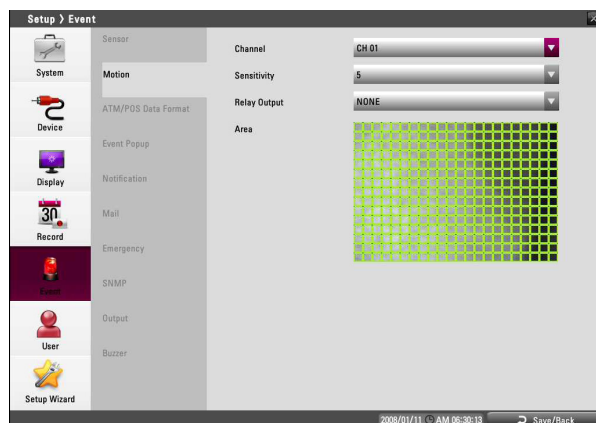 Setup > Event
System
Device
Display
30
Record
Event
User
Setup Wizard
Sensor
Motion
ATM/POS Data Format
Event Popup
Notification
Mail
Emergency
SNMP
Output
Buzzer
Channel
CH 01
Sensitivity
5
Relay Output
NONE
Area
2008/01/11 AM 06:30:13
Save/Back